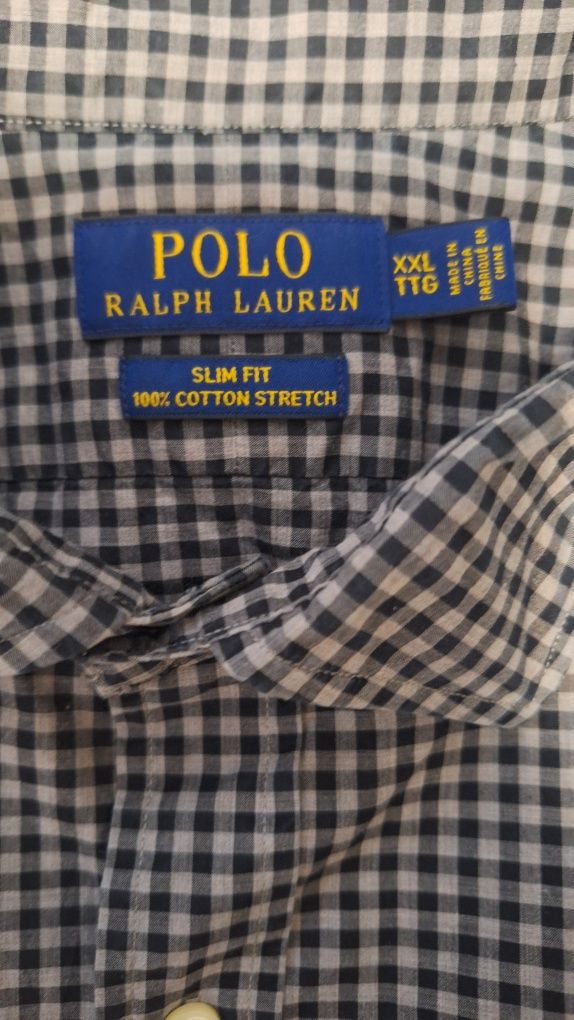 POLO
RALPH LAUREN
XXL
TTG
MADE IN
CHINA
FABRIQUÉ EN
CHINE
SLIM FIT
100% COTTON STRETCH